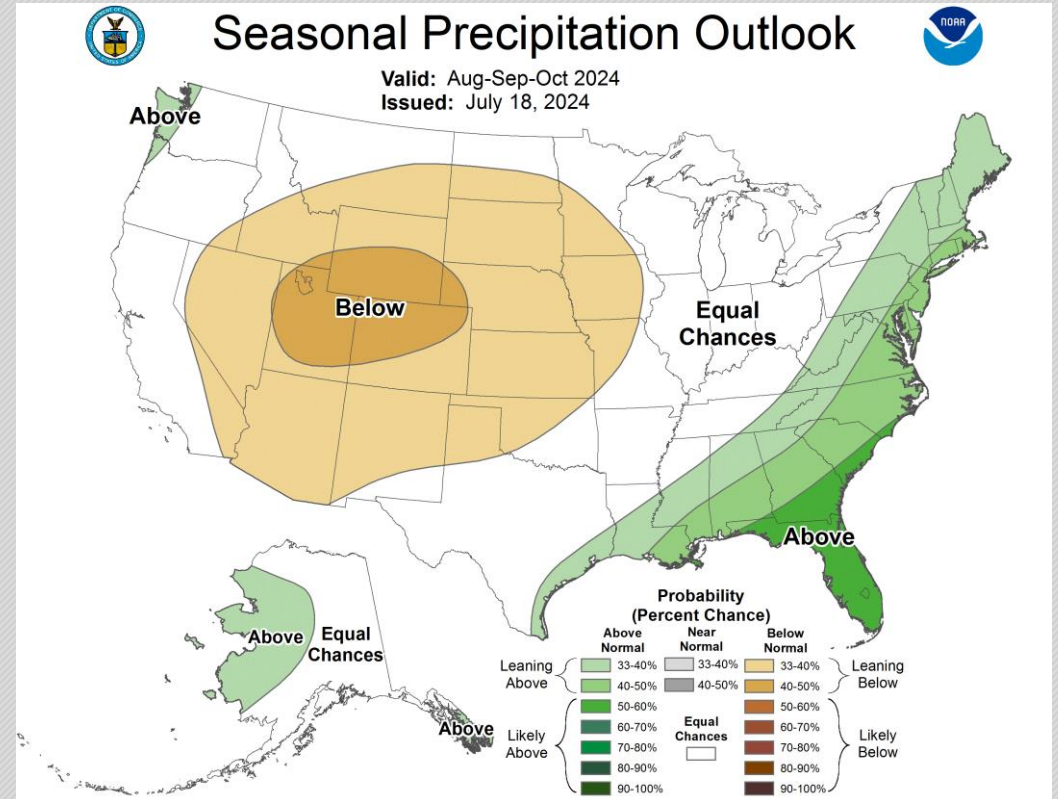 Seasonal Precipitation Outlook
NOAA
Valid: Aug-Sep-Oct 2024
Issued: July 18, 2024
Above
Below
Equal
Chances
Above
Above
Equal
Chances
Above
Probability
(Percent Chance)
Above
Normal
Near
Normal
Below
Normal
Leaning
Above
33-40%
33-40%
33-40%
Leaning
Below
40-50%
40-50%
40-50%
Likely
Above
50-60%
50-60%
60-70%
Equal
Chances
60-70%
70-80%
70-80%
Likely
Below
80-90%
80-90%
90-100%
90-100%